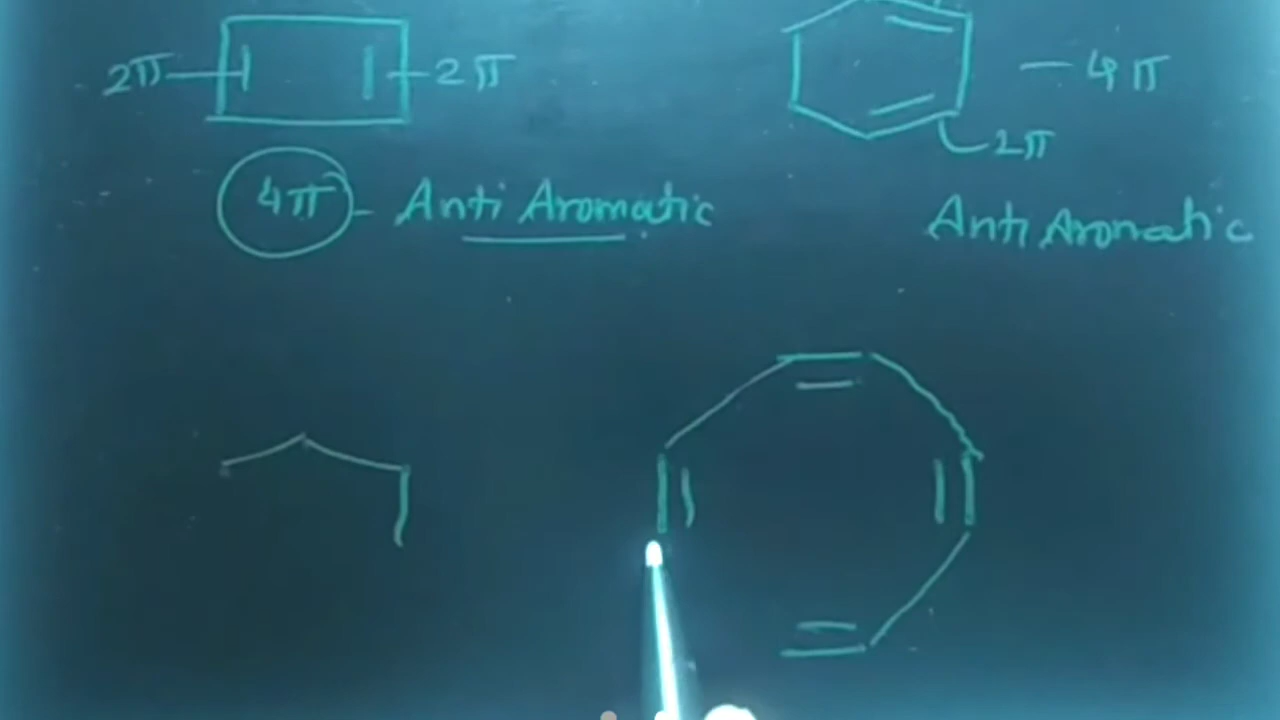 2π 2π
4π
2π
4π - Anti Aromatic
Anti Aromatic